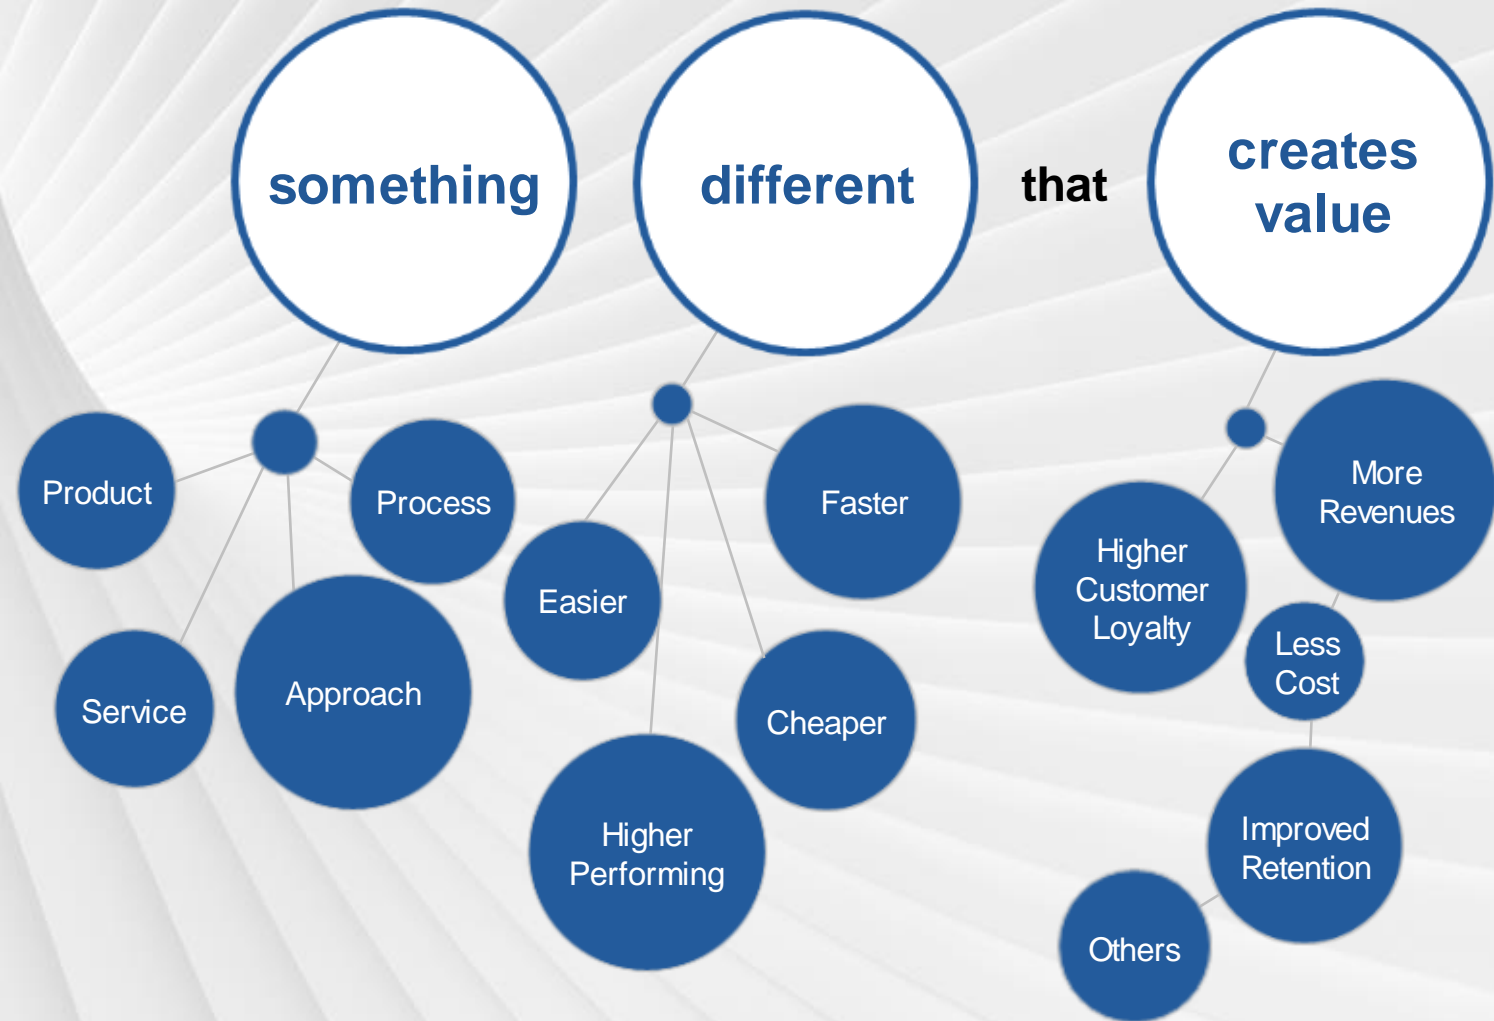 something
different
that
creates
value
Product
Process
Service
Approach
Easier
Faster
Cheaper
Higher
Performing
More
Revenues
Higher
Customer
Loyalty
Less
Cost
Improved
Retention
Others